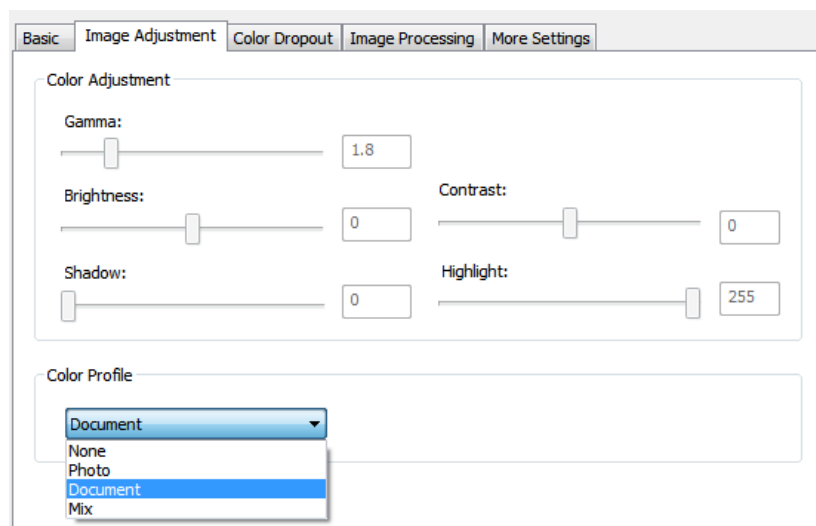 Basic Image Adjustment Color Dropout Image Processing More Settings
Color Adjustment
Gamma:
1.8
Brightness:
0
Contrast:
0
Shadow:
0
Highlight:
255
Color Profile
Document
None
Photo
Document
Mix